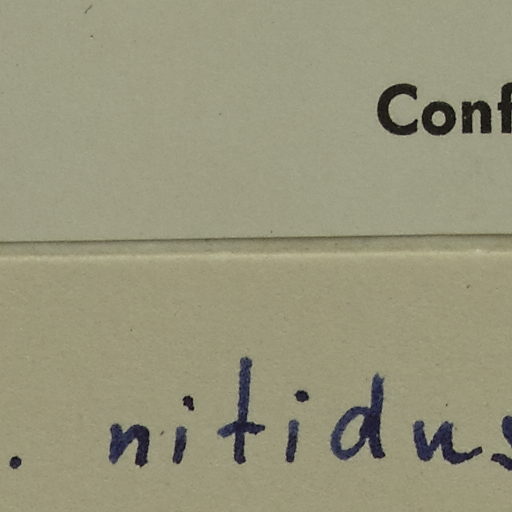 Conf
. nitidus